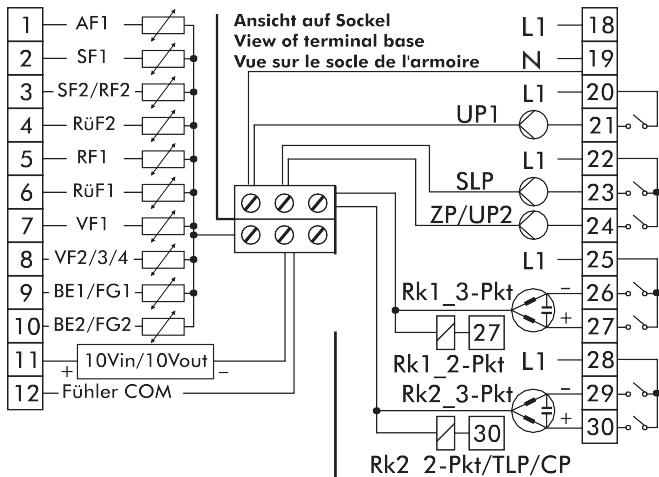 Ansicht auf Sockel
View of terminal base
Vue sur le socle de l'armoire
1 AF1
2 SF1
3 SF2/RF2
4 RüF2
5 RF1
6 RüF1
7 VF1
8 VF2/3/4
9 BE1/FG1
10 BE2/FG2
11 + 10Vin/10Vout −
12 Fühler COM
L1 18
N 19
L1 20
UP1 21
L1 22
SLP 23
ZP/UP2 24
L1 25
Rk1_3-Pkt − 26
+ 27
27
Rk1_2-Pkt
L1 28
Rk2_3-Pkt − 29
+ 30
30
Rk2 2-Pkt/TLP/CP